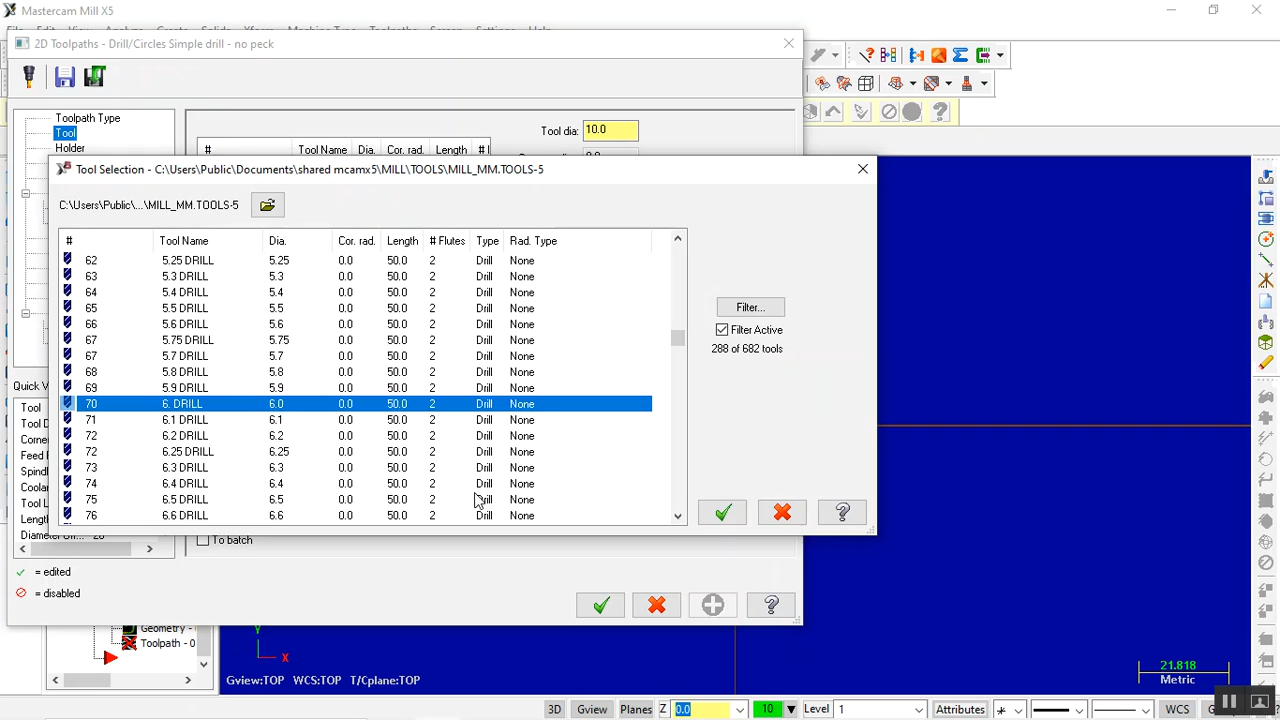 Mastercam Mill X5
2D Toolpaths - Drill/Circles Simple drill - no peck
Toolpath Type
Tool
Holder
# Tool Name Dia. Cor. rad. Length
Tool dia: 10.0
Tool Selection - C:\Users\Public\Documents\shared mcamx5\MILL\TOOLS\MILL_MM.TOOLS-5
C:\Users\Public\...\MILL_MM.TOOLS-5
# Tool Name Dia. Cor. rad. Length # Flutes Type Rad. Type
62 5.25 DRILL 5.25 0.0 50.0 2 Drill None
63 5.3 DRILL 5.3 0.0 50.0 2 Drill None
64 5.4 DRILL 5.4 0.0 50.0 2 Drill None
65 5.5 DRILL 5.5 0.0 50.0 2 Drill None
66 5.6 DRILL 5.6 0.0 50.0 2 Drill None
67 5.75 DRILL 5.75 0.0 50.0 2 Drill None
67 5.7 DRILL 5.7 0.0 50.0 2 Drill None
68 5.8 DRILL 5.8 0.0 50.0 2 Drill None
69 5.9 DRILL 5.9 0.0 50.0 2 Drill None
70 6. DRILL 6.0 0.0 50.0 2 Drill None
71 6.1 DRILL 6.1 0.0 50.0 2 Drill None
72 6.2 DRILL 6.2 0.0 50.0 2 Drill None
72 6.25 DRILL 6.25 0.0 50.0 2 Drill None
73 6.3 DRILL 6.3 0.0 50.0 2 Drill None
74 6.4 DRILL 6.4 0.0 50.0 2 Drill None
75 6.5 DRILL 6.5 0.0 50.0 2 Drill None
76 6.6 DRILL 6.6 0.0 50.0 2 Drill None
Filter...
Filter Active
288 of 682 tools
Quick V
Tool
Tool D
Corne
Feed
Spind
Coola
Tool L
Length
To batch
= edited
= disabled
Geometry -
Toolpath - 0
Y
X
Gview:TOP WCS:TOP T/Cplane:TOP
21.818
Metric
3D Gview Planes Z 0.0 10 Level 1 Attributes WCS